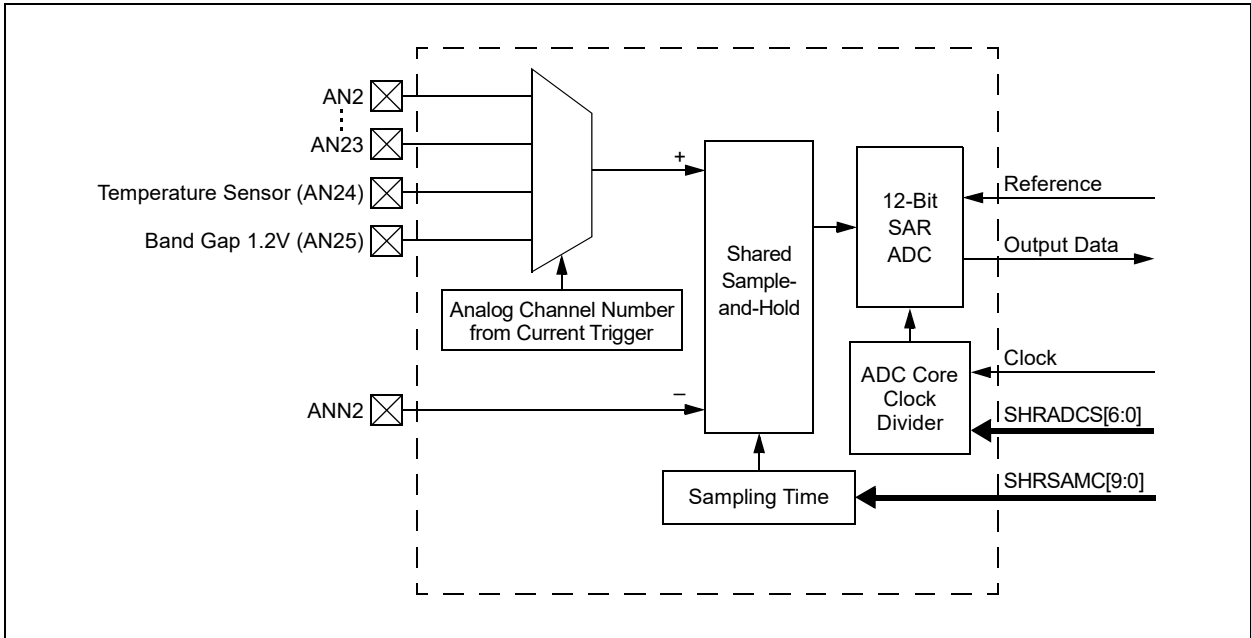 AN2
AN23
Temperature Sensor (AN24)
Band Gap 1.2V (AN25)
Analog Channel Number
from Current Trigger
ANN2
+
–
Shared
Sample-
and-Hold
12-Bit
SAR
ADC
Reference
Output Data
ADC Core
Clock
Divider
Clock
SHRADCS[6:0]
Sampling Time
SHRSAMC[9:0]